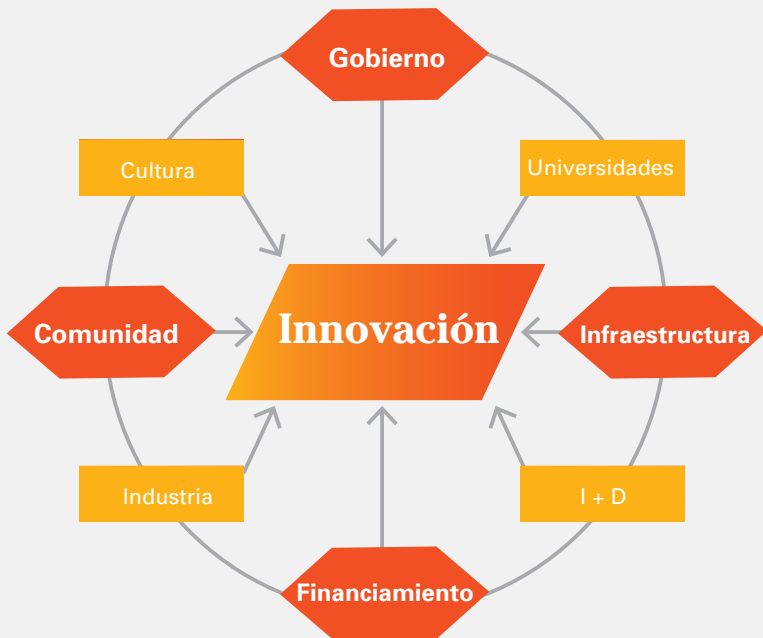 Gobierno
Cultura
Universidades
Comunidad
Innovación
Infraestructura
Industria
I + D
Financiamiento